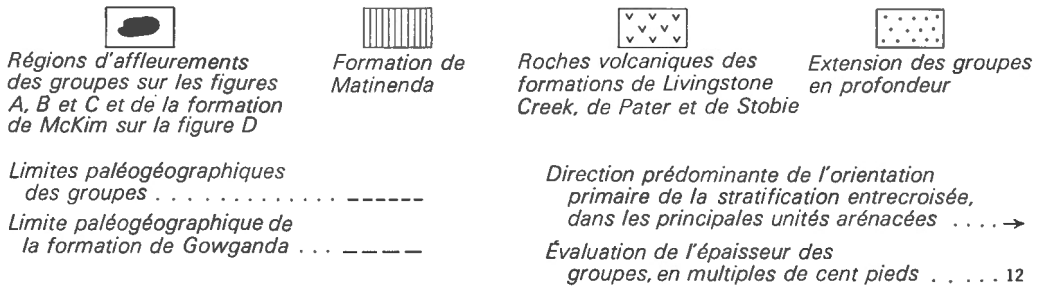 Régions d'affleurements
des groupes sur les figures
A, B et C et de la formation
de McKim sur la figure D
Formation de
Matinenda
Roches volcaniques des
formations de Livingstone
Creek, de Pater et de Stobie
Extension des groupes
en profondeur
Limites paléogéographiques
des groupes . . . . . . . . . . . . . ------
Limite paléogéographique de
la formation de Gowganda . . . ----
Direction prédominante de l'orientation
primaire de la stratification entrecroisée,
dans les principales unités arénacées . . . . →
Évaluation de l'épaisseur des
groupes, en multiples de cent pieds . . . . . 12